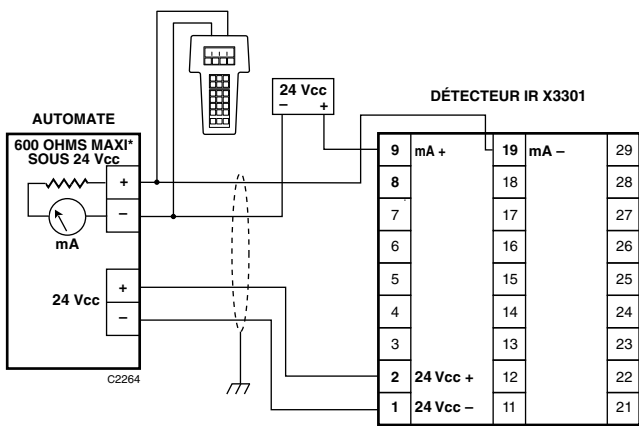 24 Vcc
– +
DÉTECTEUR IR X3301
AUTOMATE
600 OHMS MAXI*
SOUS 24 Vcc
+
–
mA
24 Vcc
+
–
C2264
9 mA + 19 mA – 29
8 18 28
7 17 27
6 16 26
5 15 25
4 14 24
3 13 23
2 24 Vcc + 12 22
1 24 Vcc – 11 21